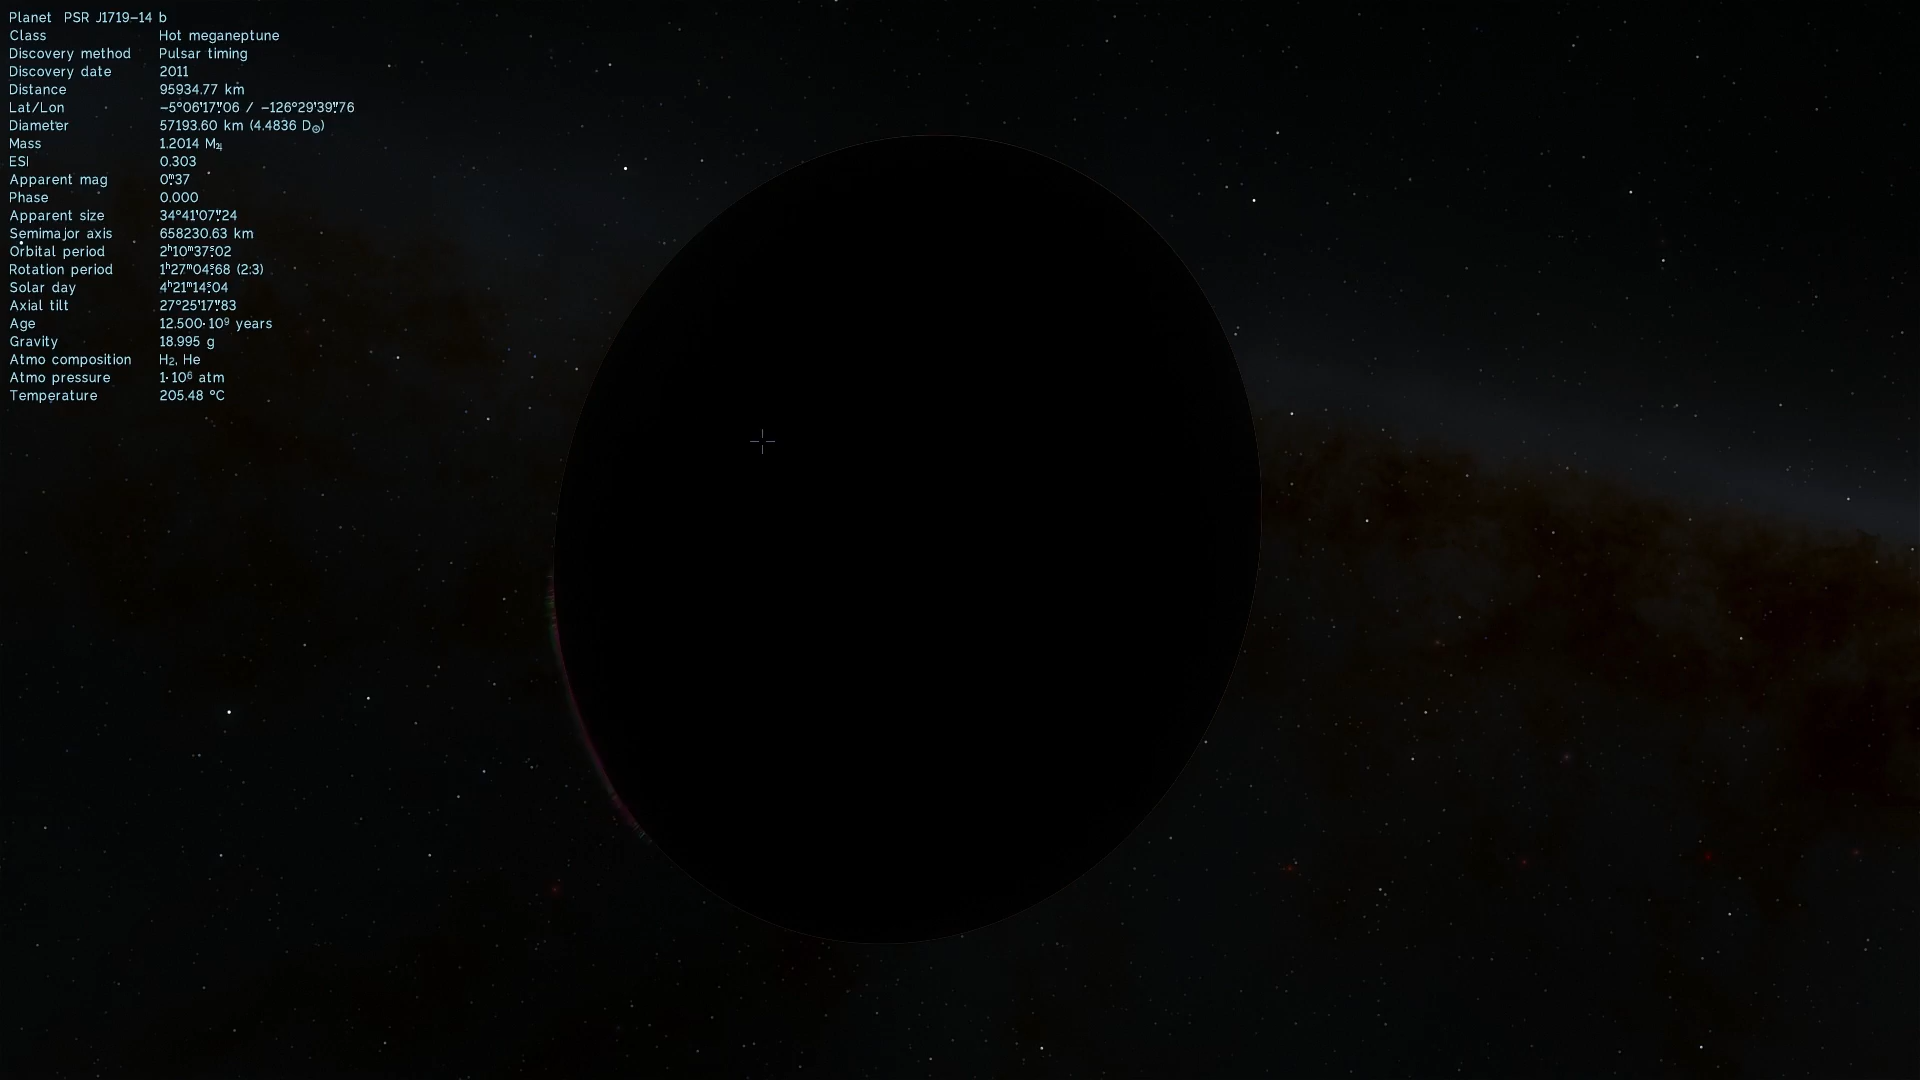 Planet PSR J1719-14 b
Class Hot meganeptune
Discovery method Pulsar timing
Discovery date 2011
Distance 95934.77 km
Lat/Lon -5°06'17".06 / -126°29'39".76
Diameter 57193.60 km (4.4836 D⊕)
Mass 1.2014 M♃
ESI 0.303
Apparent mag 0ᵐ.37
Phase 0.000
Apparent size 34°41'07".24
Semimajor axis 658230.63 km
Orbital period 2ʰ10ᵐ37ˢ.02
Rotation period 1ʰ27ᵐ04ˢ.68 (2:3)
Solar day 4ʰ21ᵐ14ˢ.04
Axial tilt 27°25'17".83
Age 12.500·10⁹ years
Gravity 18.995 g
Atmo composition H₂, He
Atmo pressure 1·10⁶ atm
Temperature 205.48 °C